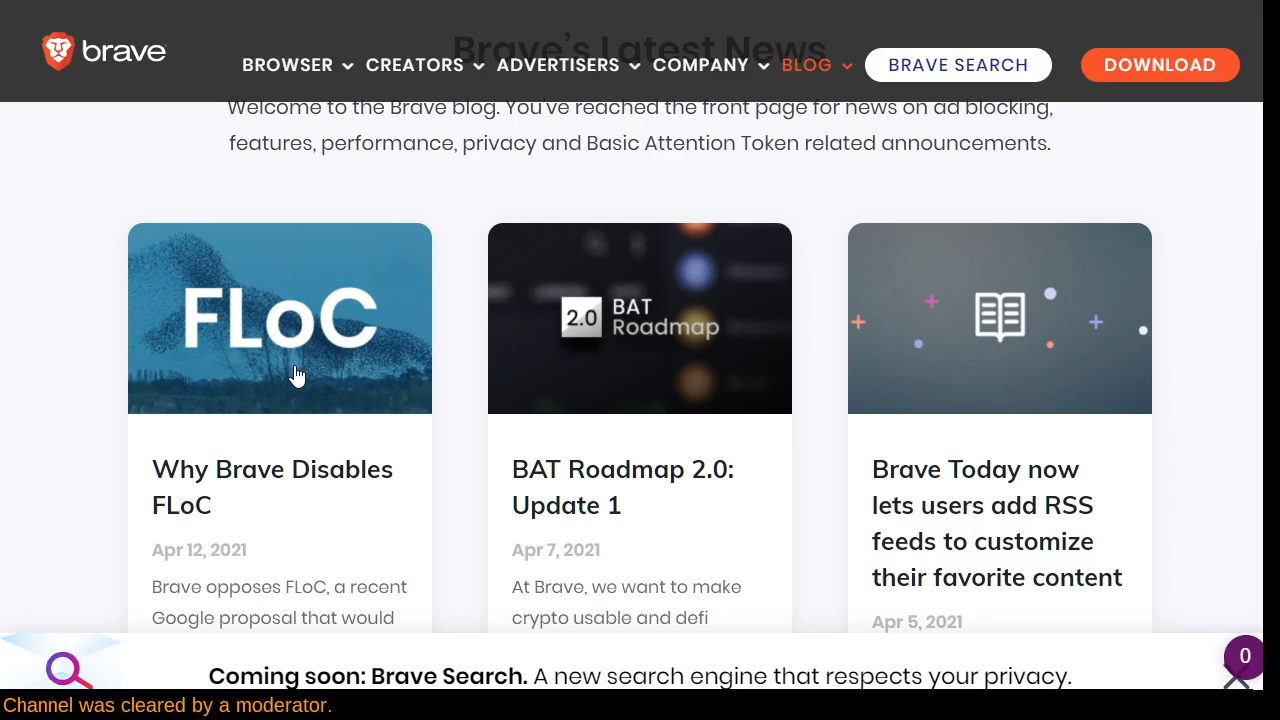 Brave's Latest News
brave
BROWSER CREATORS ADVERTISERS COMPANY BLOG BRAVE SEARCH DOWNLOAD
Welcome to the Brave blog. You've reached the front page for news on ad blocking,
features, performance, privacy and Basic Attention Token related announcements.
FLoC
2.0 BAT
Roadmap
Why Brave Disables
FLoC
Apr 12, 2021
Brave opposes FLoC, a recent
Google proposal that would
BAT Roadmap 2.0:
Update 1
Apr 7, 2021
At Brave, we want to make
crypto usable and defi
Brave Today now
lets users add RSS
feeds to customize
their favorite content
Apr 5, 2021
Coming soon: Brave Search. A new search engine that respects your privacy.
0
Channel was cleared by a moderator.